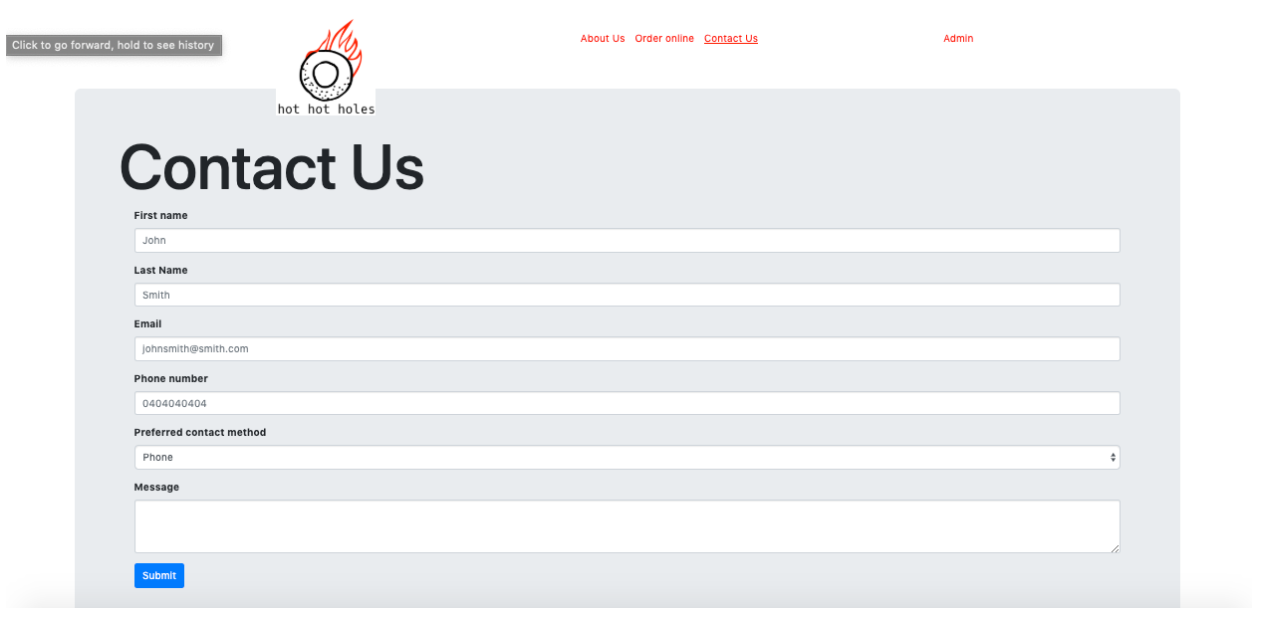 Click to go forward, hold to see history
About Us Order online Contact Us Admin
hot hot holes
Contact Us
First name
John
Last Name
Smith
Email
johnsmith@smith.com
Phone number
0404040404
Preferred contact method
Phone
Message
Submit